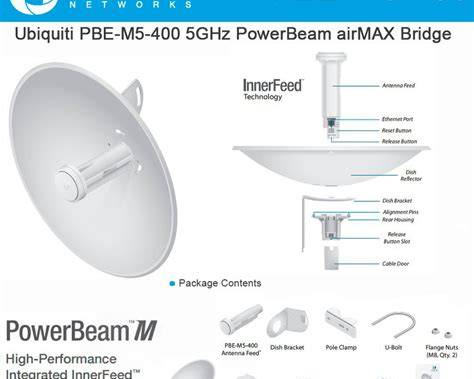 NETWORKS
Ubiquiti PBE-M5-400 5GHz PowerBeam airMAX Bridge
InnerFeed™
Technology
Antenna Feed
Ethernet Port
Reset Button
Release Button
Dish
Reflector
Dish Bracket
Alignment Pins
Rear Housing
Release
Button Slot
Cable Door
Package Contents
PowerBeam M
High-Performance
Integrated InnerFeed™
PBE-M5-400
Antenna Feed*
Dish Bracket
Pole Clamp
U-Bolt
Flange Nuts
(M8, Qty. 2)